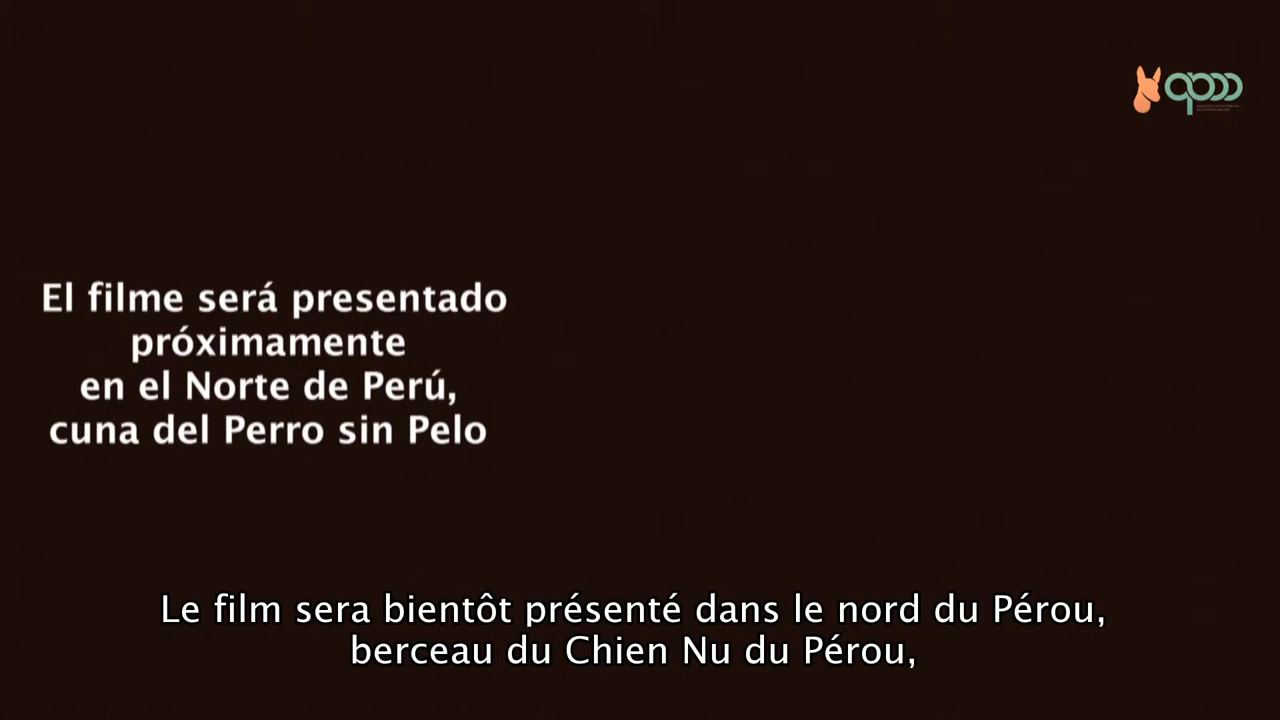 El filme será presentado
próximamente
en el Norte de Perú,
cuna del Perro sin Pelo
Le film sera bientôt présenté dans le nord du Pérou,
berceau du Chien Nu du Pérou,